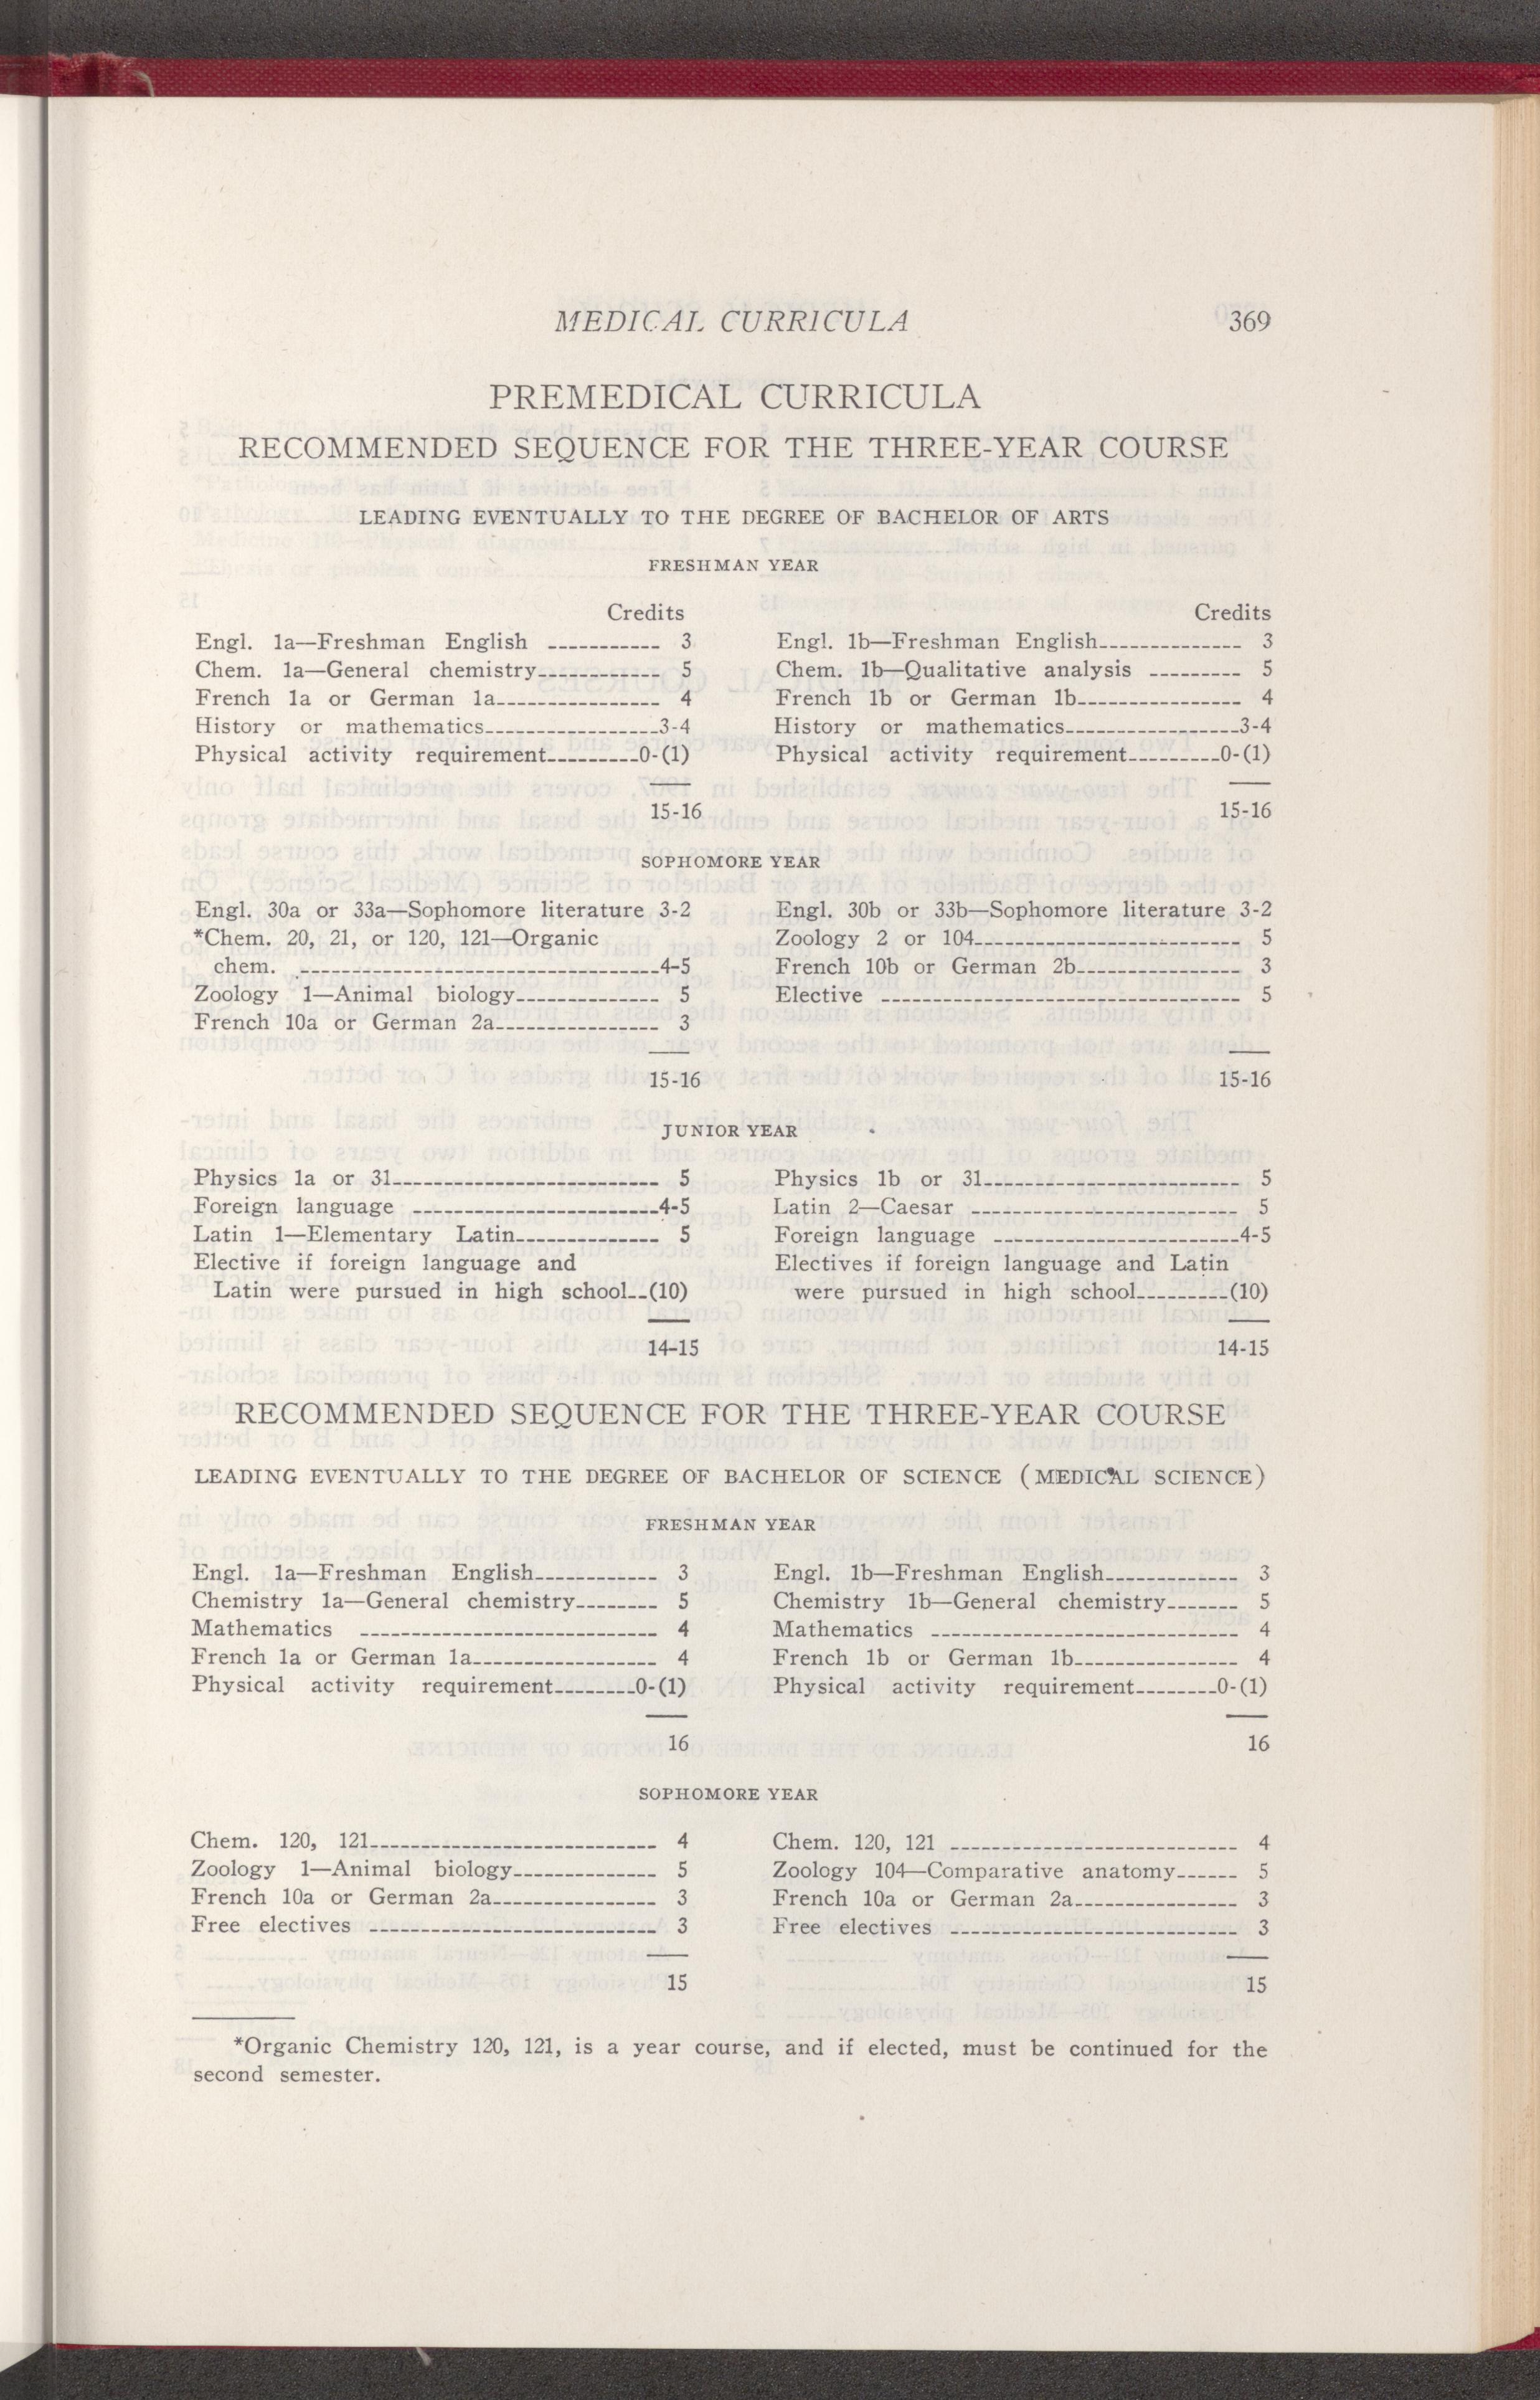 MEDICAL CURRICULA 369
PREMEDICAL CURRICULA
RECOMMENDED SEQUENCE FOR THE THREE-YEAR COURSE
LEADING EVENTUALLY TO THE DEGREE OF BACHELOR OF ARTS
FRESHMAN YEAR
Credits
Engl. 1a—Freshman English ----------- 3
Chem. 1a—General chemistry------------ 5
French 1a or German 1a---------------- 4
History or mathematics-----------------3-4
Physical activity requirement---------0-(1)
15-16
Credits
Engl. 1b—Freshman English-------------- 3
Chem. 1b—Qualitative analysis --------- 5
French 1b or German 1b---------------- 4
History or mathematics-----------------3-4
Physical activity requirement---------0-(1)
15-16
SOPHOMORE YEAR
Engl. 30a or 33a—Sophomore literature 3-2
*Chem. 20, 21, or 120, 121—Organic
chem. -----------------------------------4-5
Zoology 1—Animal biology-------------- 5
French 10a or German 2a---------------- 3
15-16
Engl. 30b or 33b—Sophomore literature 3-2
Zoology 2 or 104-------------------------- 5
French 10b or German 2b---------------- 3
Elective ----------------------------------- 5
15-16
JUNIOR YEAR
Physics 1a or 31-------------------------- 5
Foreign language ------------------------4-5
Latin 1—Elementary Latin-------------- 5
Elective if foreign language and
Latin were pursued in high school--(10)
14-15
Physics 1b or 31------------------------- 5
Latin 2—Caesar -------------------------- 5
Foreign language ------------------------4-5
Electives if foreign language and Latin
were pursued in high school---------(10)
14-15
RECOMMENDED SEQUENCE FOR THE THREE-YEAR COURSE
LEADING EVENTUALLY TO THE DEGREE OF BACHELOR OF SCIENCE (MEDICAL SCIENCE)
FRESHMAN YEAR
Engl. 1a—Freshman English------------ 3
Chemistry 1a—General chemistry-------- 5
Mathematics ----------------------------- 4
French 1a or German 1a------------------ 4
Physical activity requirement--------0-(1)
16
Engl. 1b—Freshman English------------- 3
Chemistry 1b—General chemistry------- 5
Mathematics ------------------------------ 4
French 1b or German 1b---------------- 4
Physical activity requirement--------0-(1)
16
SOPHOMORE YEAR
Chem. 120, 121---------------------------- 4
Zoology 1—Animal biology-------------- 5
French 10a or German 2a---------------- 3
Free electives ---------------------------- 3
15
Chem. 120, 121 ---------------------------- 4
Zoology 104—Comparative anatomy------ 5
French 10a or German 2a---------------- 3
Free electives ------------------------------ 3
15
*Organic Chemistry 120, 121, is a year course, and if elected, must be continued for the
second semester.